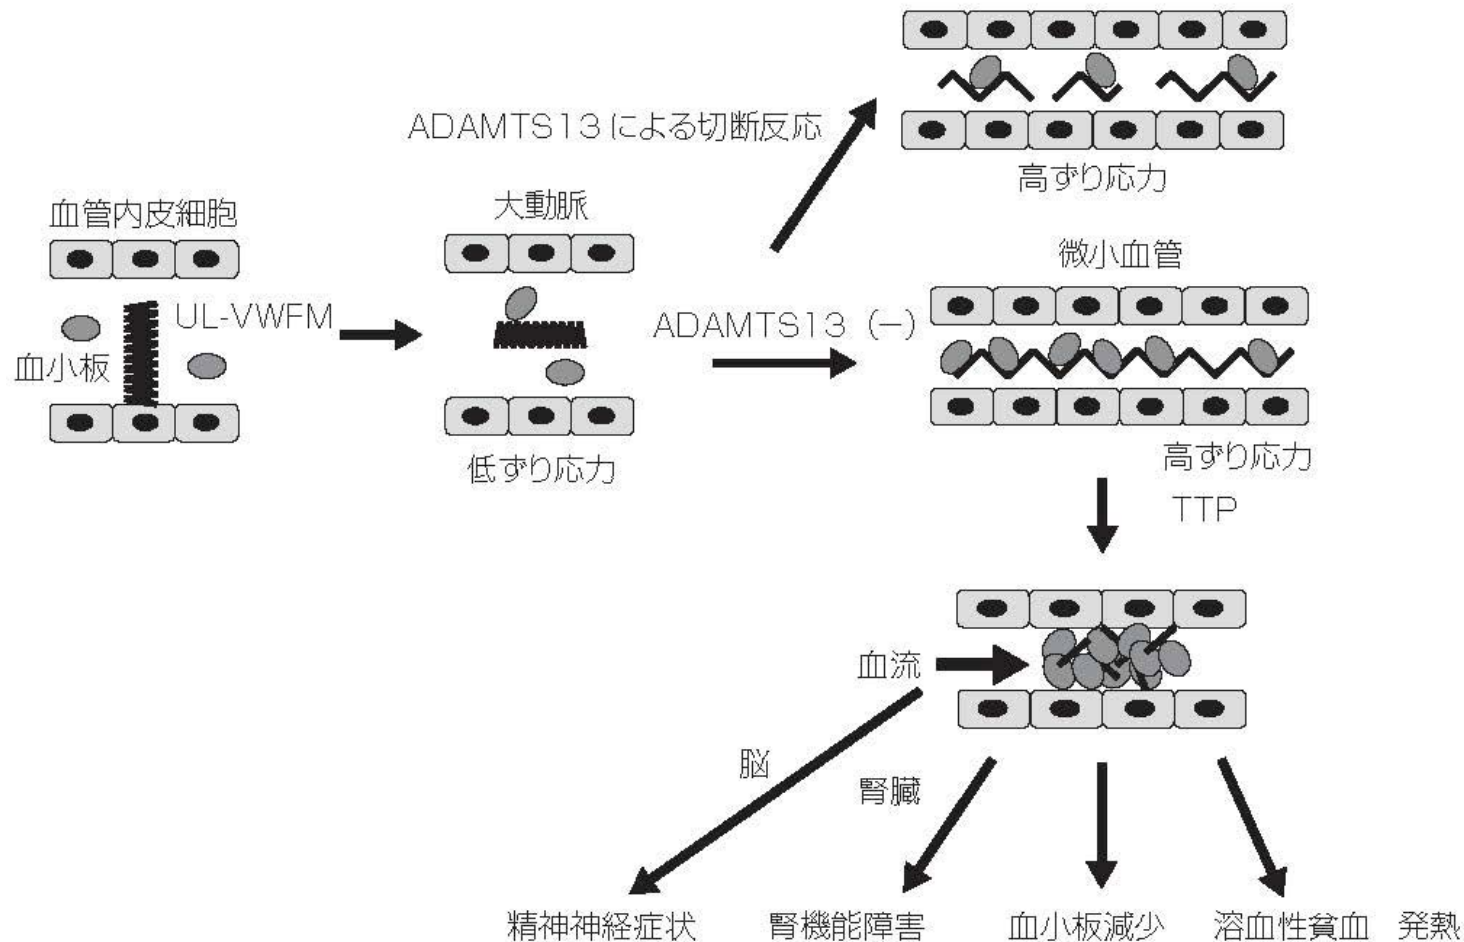 ADAMTS13による切断反応
高ずり応力
血管内皮細胞
大動脈
微小血管
UL-VWFM
ADAMTS13（−）
血小板
低ずり応力
高ずり応力
TTP
血流
脳
腎臓
精神神経症状
腎機能障害
血小板減少
溶血性貧血　発熱